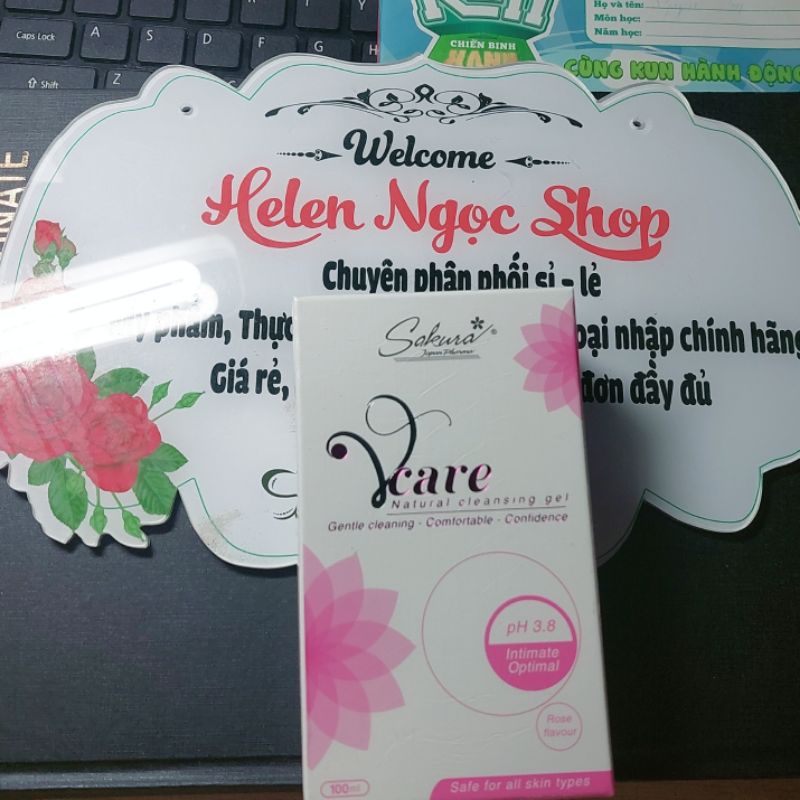 Caps Lock
A
S
D
Shift
Z
Họ và tên:
Môn học:
Năm học:
CHIẾN BINH
CÙNG KUN HÀNH ĐỘNG
NATE
Welcome
Helen Ngọc Shop
Chuyên phân phối sỉ - lẻ
phẩm, Thực oại nhập chính hãng
Giá rẻ, đơn đầy đủ
Sakura®
Japan Pharma
Vcare
Natural cleansing gel
Gentle cleaning - Comfortable - Confidence
pH 3.8
Intimate
Optimal
Rose
flavour
100ml
Safe for all skin types